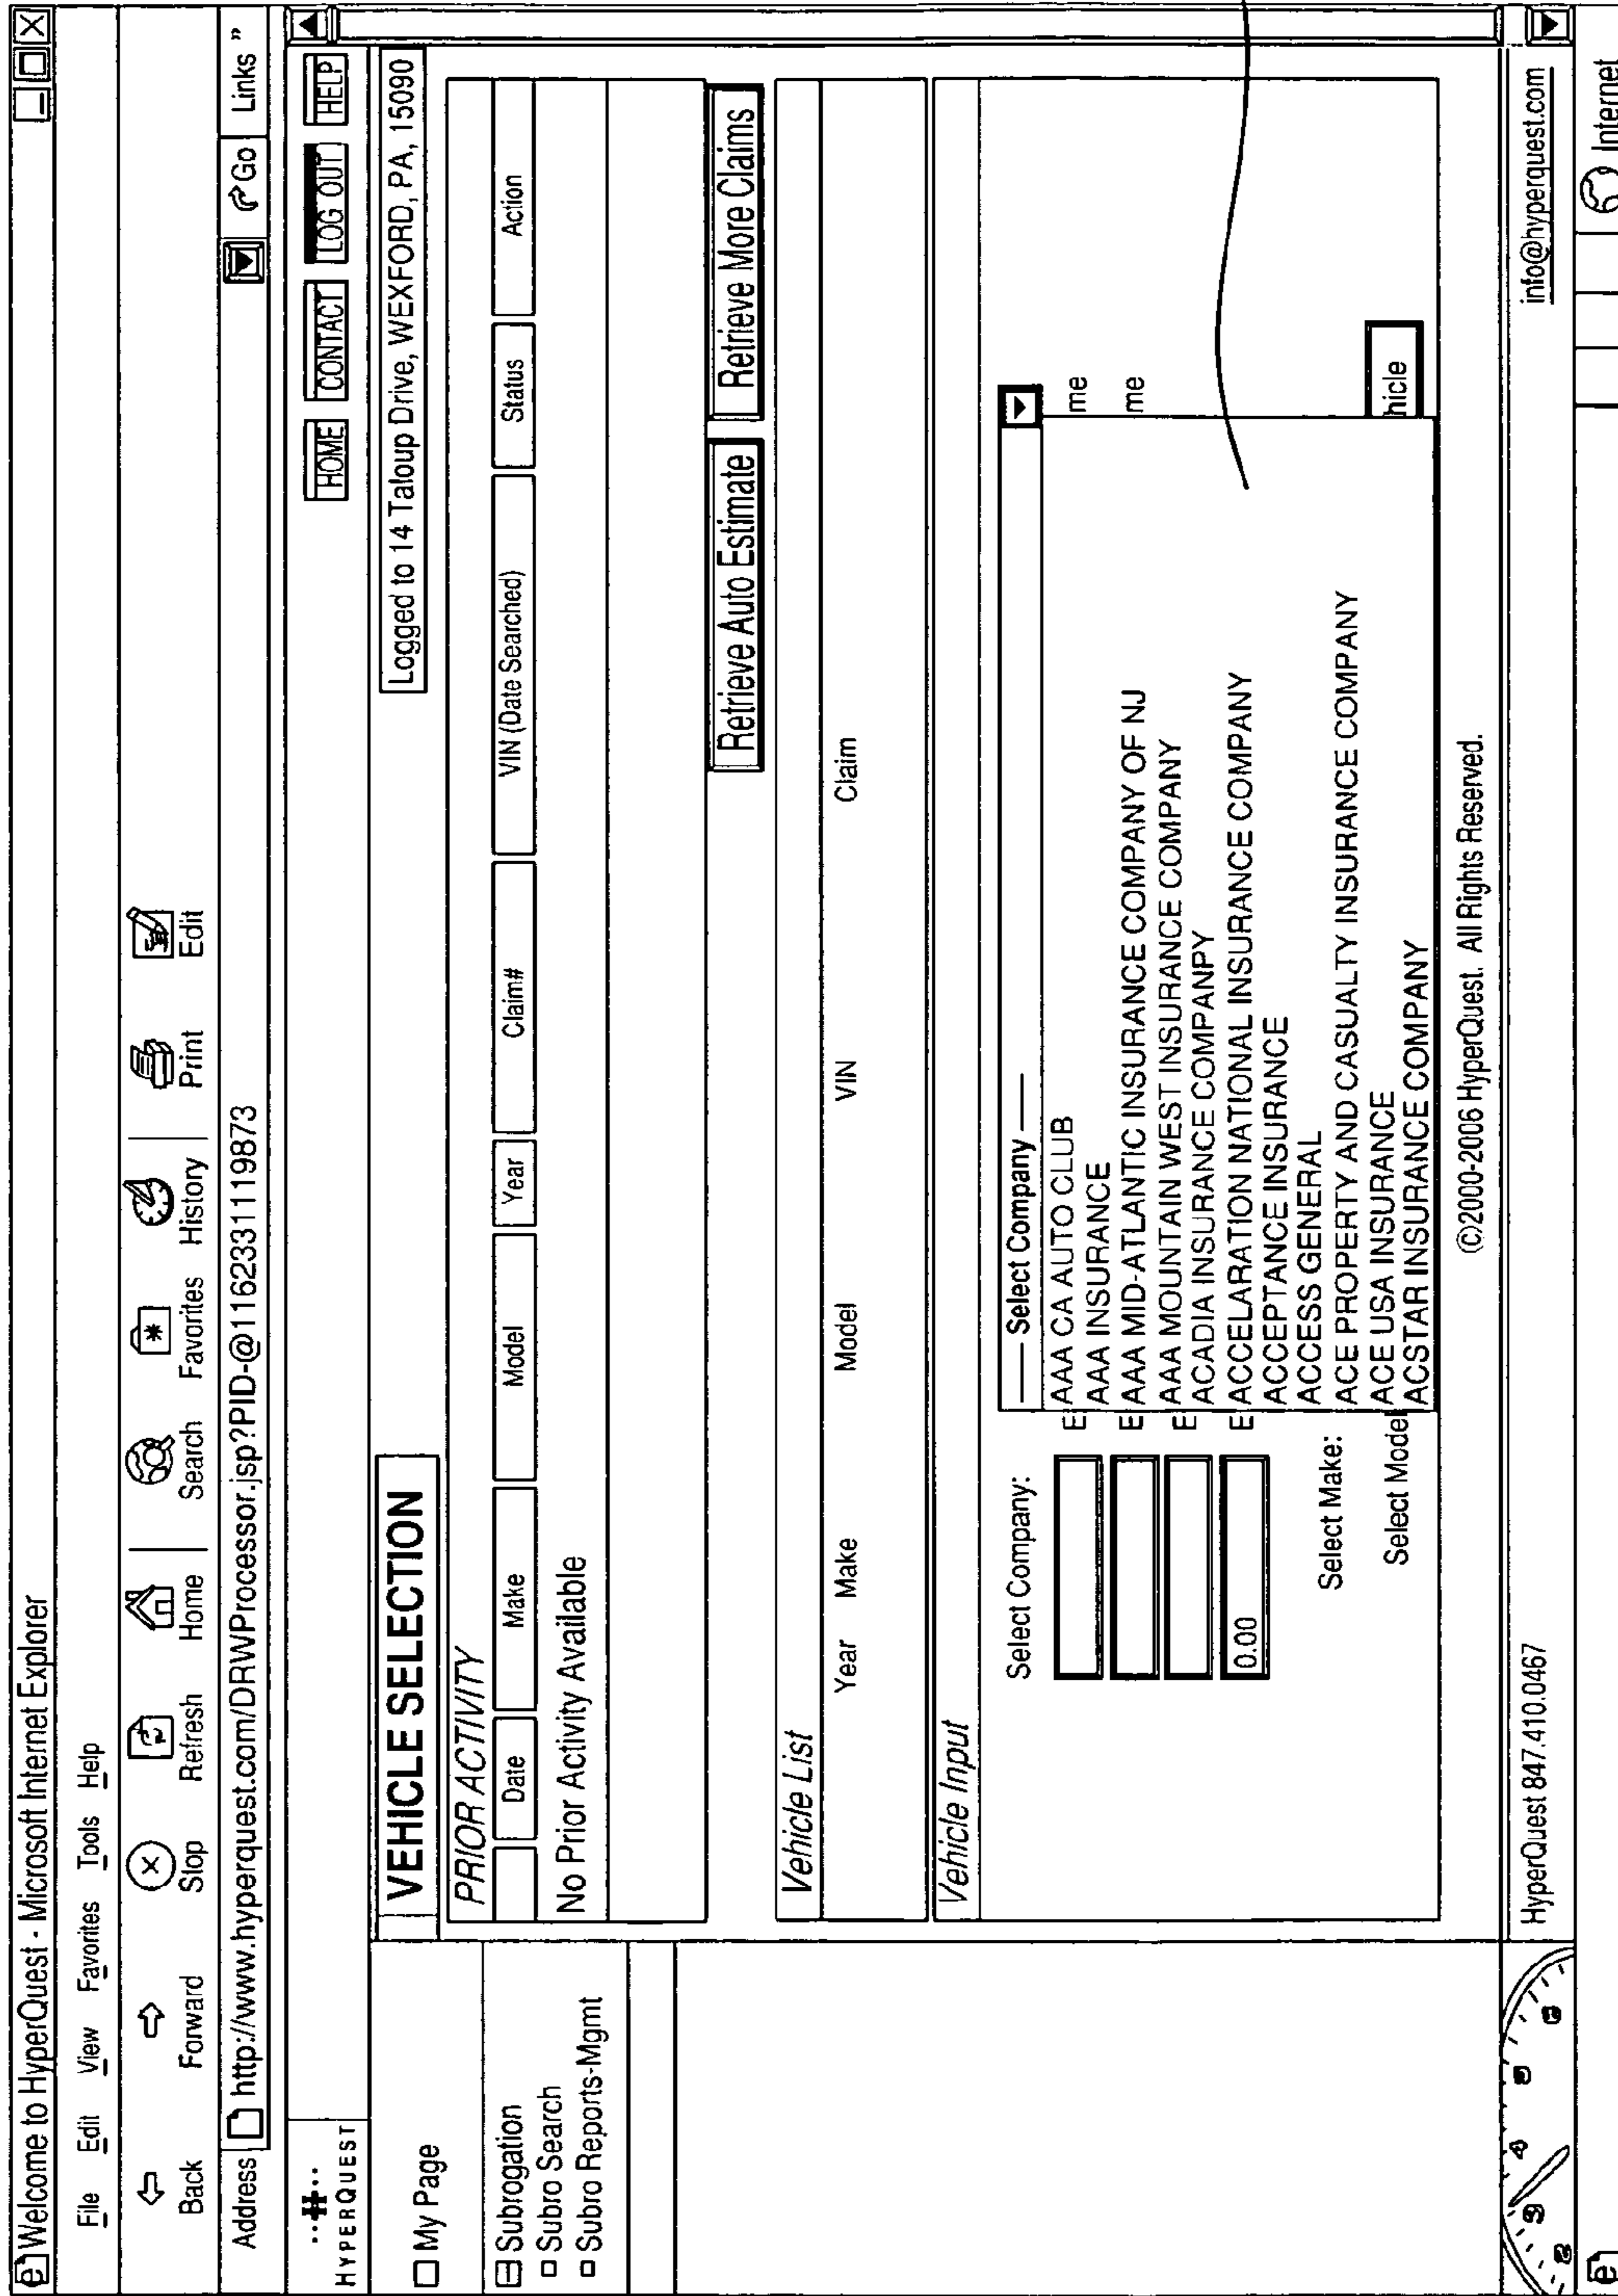 Welcome to HyperQuest - Microsoft Internet Explorer
File Edit View Favorites Tools Help
Back Forward Stop Refresh Home Search Favorites History Print Edit
Address http://www.hyperquest.com/DRWProcessor.jsp?PID-@1162331119873 Go Links "
HYPERQUEST
HOME CONTACT LOG OUT HELP
My Page
Subrogation
Subro Search
Subro Reports-Mgmt
VEHICLE SELECTION
Logged to 14 Taloup Drive, WEXFORD, PA, 15090
PRIOR ACTIVITY
Date Make Model Year Claim# VIN (Date Searched) Status Action
No Prior Activity Available
Retrieve Auto Estimate Retrieve More Claims
Vehicle List
Year Make Model VIN Claim
Vehicle Input
Select Company: —— Select Company ——
E AAA CA AUTO CLUB me
AAA INSURANCE
E AAA MID-ATLANTIC INSURANCE COMPANY OF NJ me
E AAA MOUNTAIN WEST INSURANCE COMPANY
ACADIA INSURANCE COMPANPY
0.00 E ACCELARATION NATIONAL INSURANCE COMPANY
ACCEPTANCE INSURANCE
ACCESS GENERAL
Select Make: ACE PROPERTY AND CASUALTY INSURANCE COMPANY
ACE USA INSURANCE hicle
Select Model ACSTAR INSURANCE COMPANY
©2000-2006 HyperQuest. All Rights Reserved.
HyperQuest 847.410.0467 info@hyperquest.com
Internet